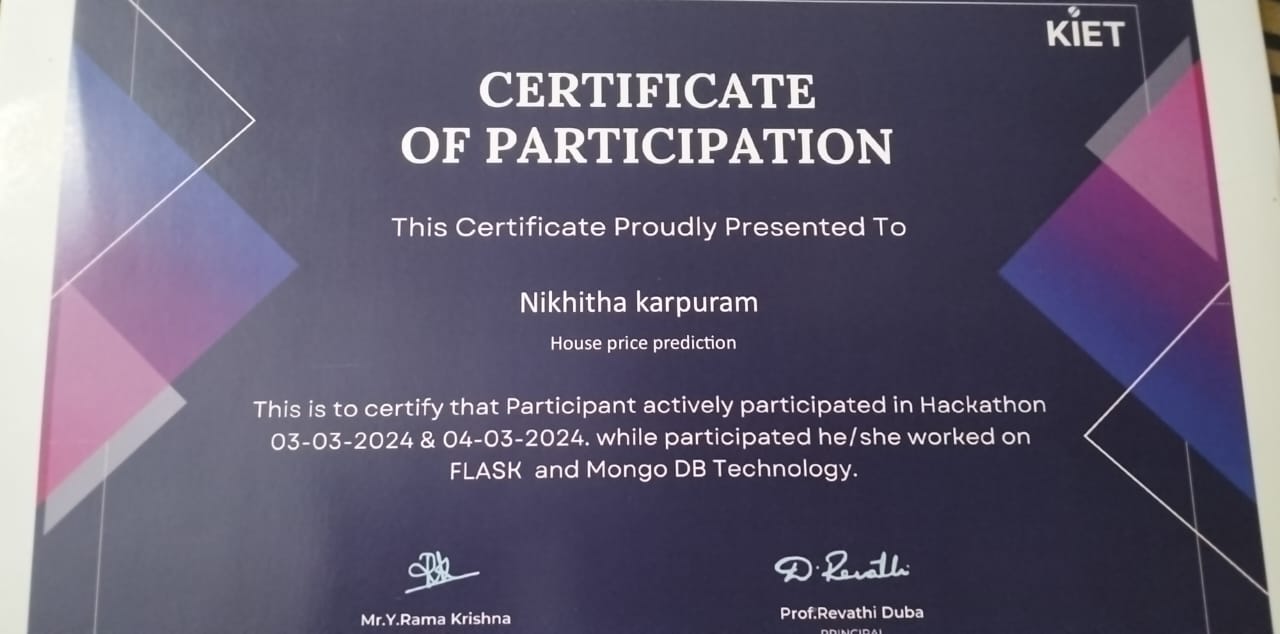 KIET
CERTIFICATE
OF PARTICIPATION
This Certificate Proudly Presented To
Nikhitha karpuram
House price prediction
This is to certify that Participant actively participated in Hackathon
03-03-2024 & 04-03-2024. while participated he/she worked on
FLASK and Mongo DB Technology.
D. Revathi
Mr.Y.Rama Krishna
Prof.Revathi Duba
PRINCIPAL